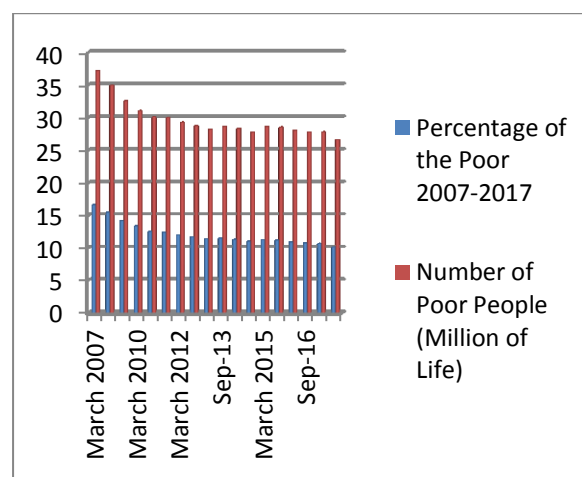 40
35
30
25
20
15
10
5
0
March 2007
March 2010
March 2012
Sep-13
March 2015
Sep-16
Percentage of
the Poor
2007-2017
Number of
Poor People
(Million of
Life)